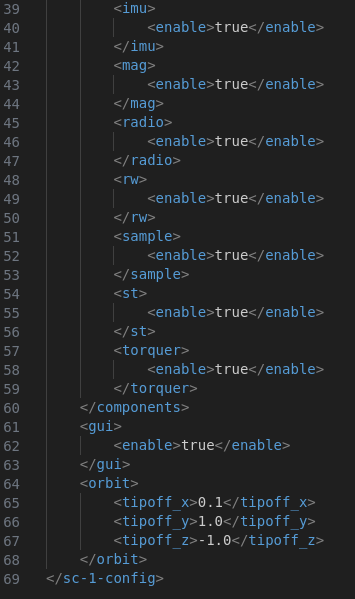 39 <imu>
40 <enable>true</enable>
41 </imu>
42 <mag>
43 <enable>true</enable>
44 </mag>
45 <radio>
46 <enable>true</enable>
47 </radio>
48 <rw>
49 <enable>true</enable>
50 </rw>
51 <sample>
52 <enable>true</enable>
53 </sample>
54 <st>
55 <enable>true</enable>
56 </st>
57 <torquer>
58 <enable>true</enable>
59 </torquer>
60 </components>
61 <gui>
62 <enable>true</enable>
63 </gui>
64 <orbit>
65 <tipoff_x>0.1</tipoff_x>
66 <tipoff_y>1.0</tipoff_y>
67 <tipoff_z>-1.0</tipoff_z>
68 </orbit>
69 </sc-1-config>